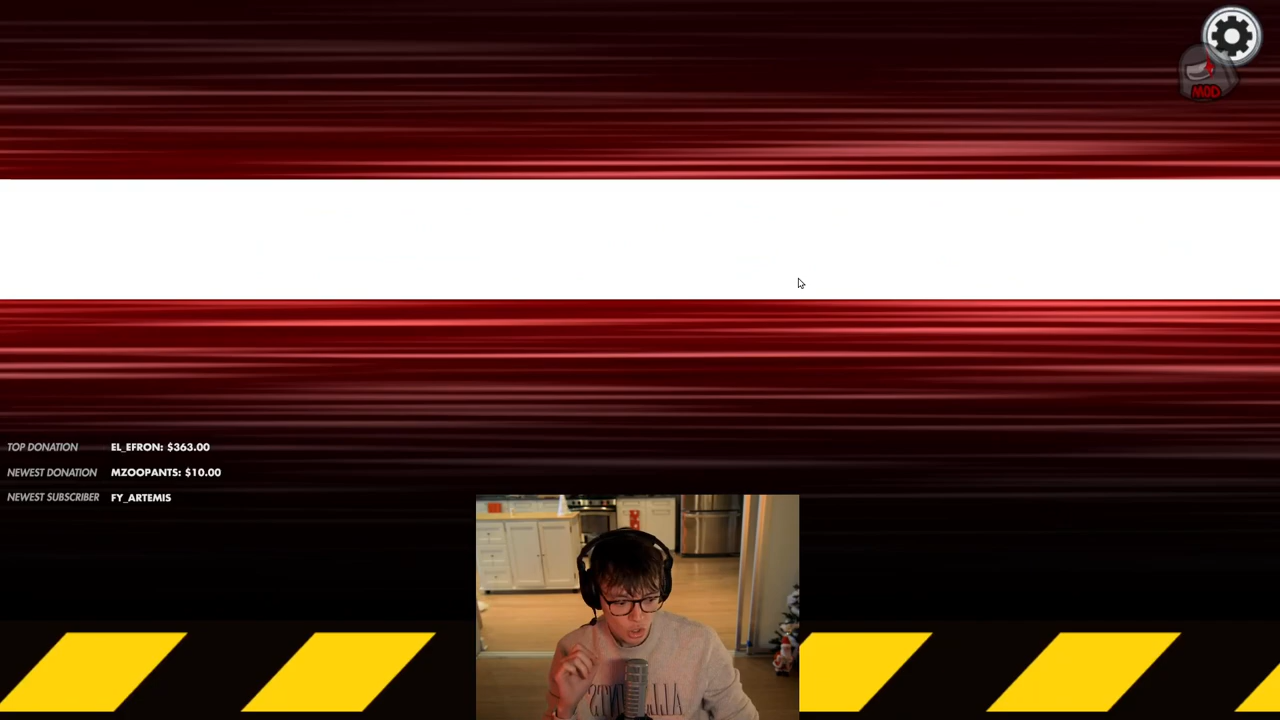 MOD
TOP DONATION EL_EFRON: $363.00
NEWEST DONATION MZOOPANTS: $10.00
NEWEST SUBSCRIBER FY_ARTEMIS